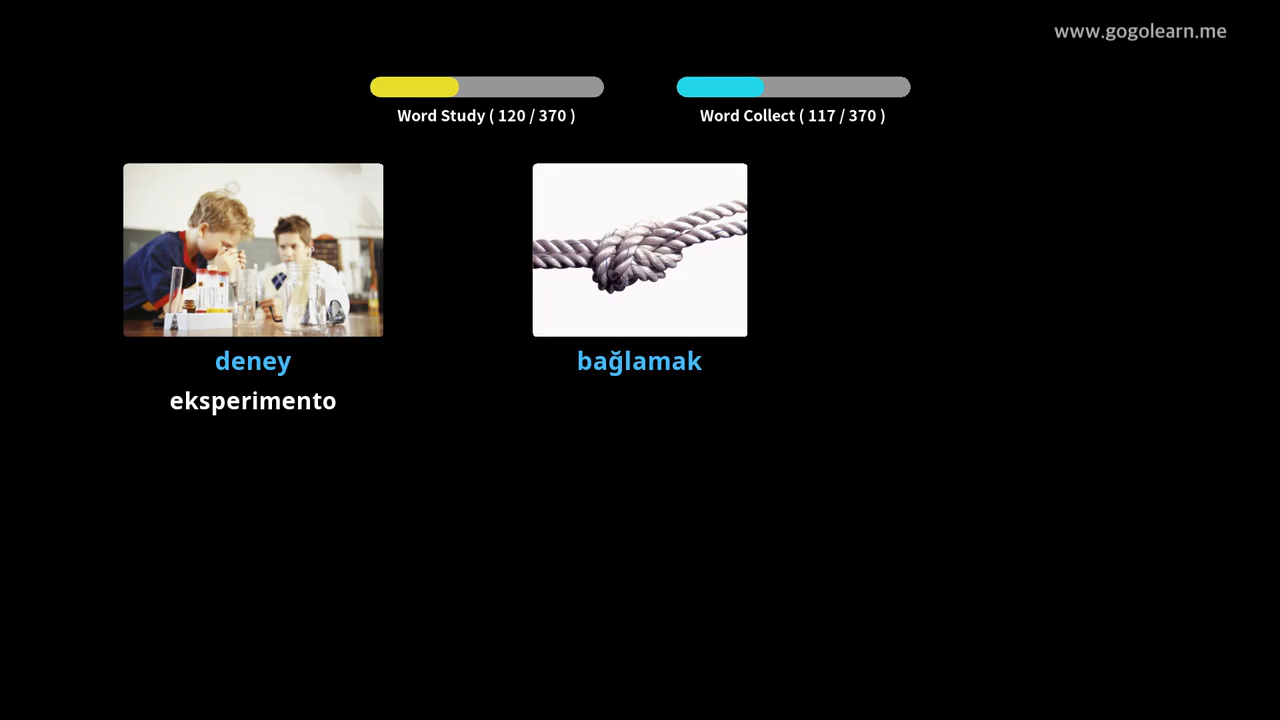 www.gogolearn.me
Word Study ( 120 / 370 )
Word Collect ( 117 / 370 )
deney
eksperimento
bağlamak